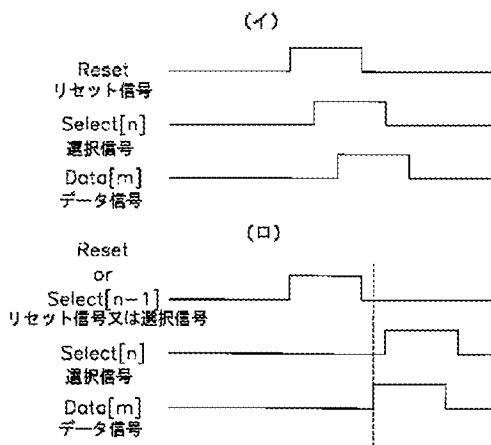 (イ)
Reset
リセット信号
Select[n]
選択信号
Data[m]
データ信号
(ロ)
Reset
or
Select[n-1]
リセット信号又は選択信号
Select[n]
選択信号
Data[m]
データ信号